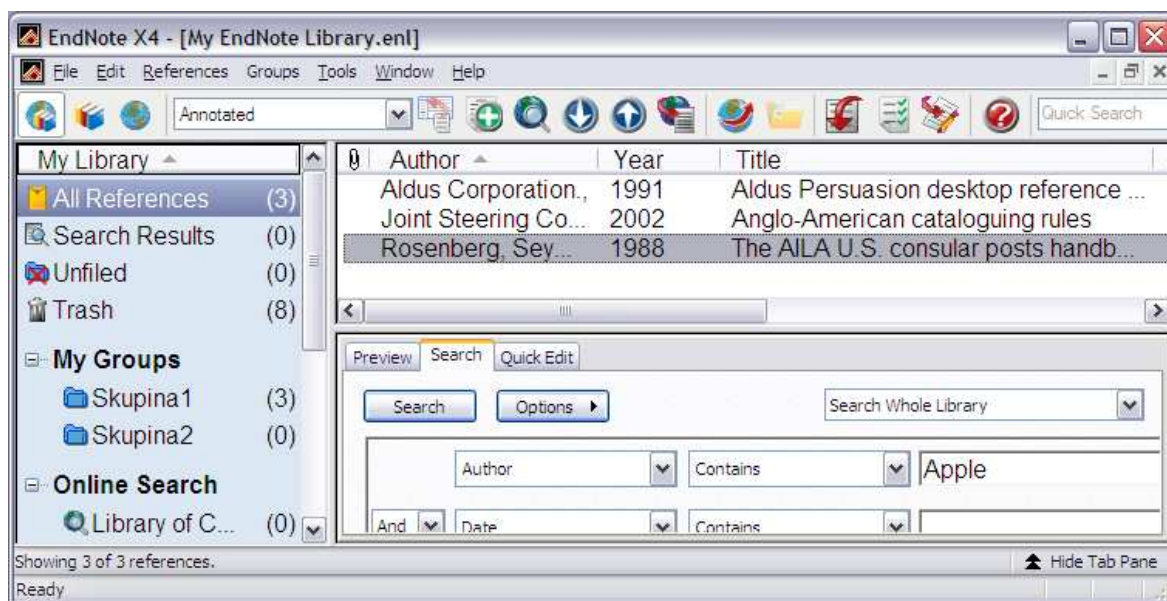 EndNote X4 - [My EndNote Library.enl]
File Edit References Groups Tools Window Help
Annotated Quick Search
My Library
All References (3)
Search Results (0)
Unfiled (0)
Trash (8)
My Groups
Skupina1 (3)
Skupina2 (0)
Online Search
Library of C... (0)
Author Year Title
Aldus Corporation., 1991 Aldus Persuasion desktop reference ...
Joint Steering Co... 2002 Anglo-American cataloguing rules
Rosenberg, Sey... 1988 The AILA U.S. consular posts handb...
Preview Search Quick Edit
Search Options Search Whole Library
Author Contains Apple
And Date Contains
Showing 3 of 3 references. Hide Tab Pane
Ready